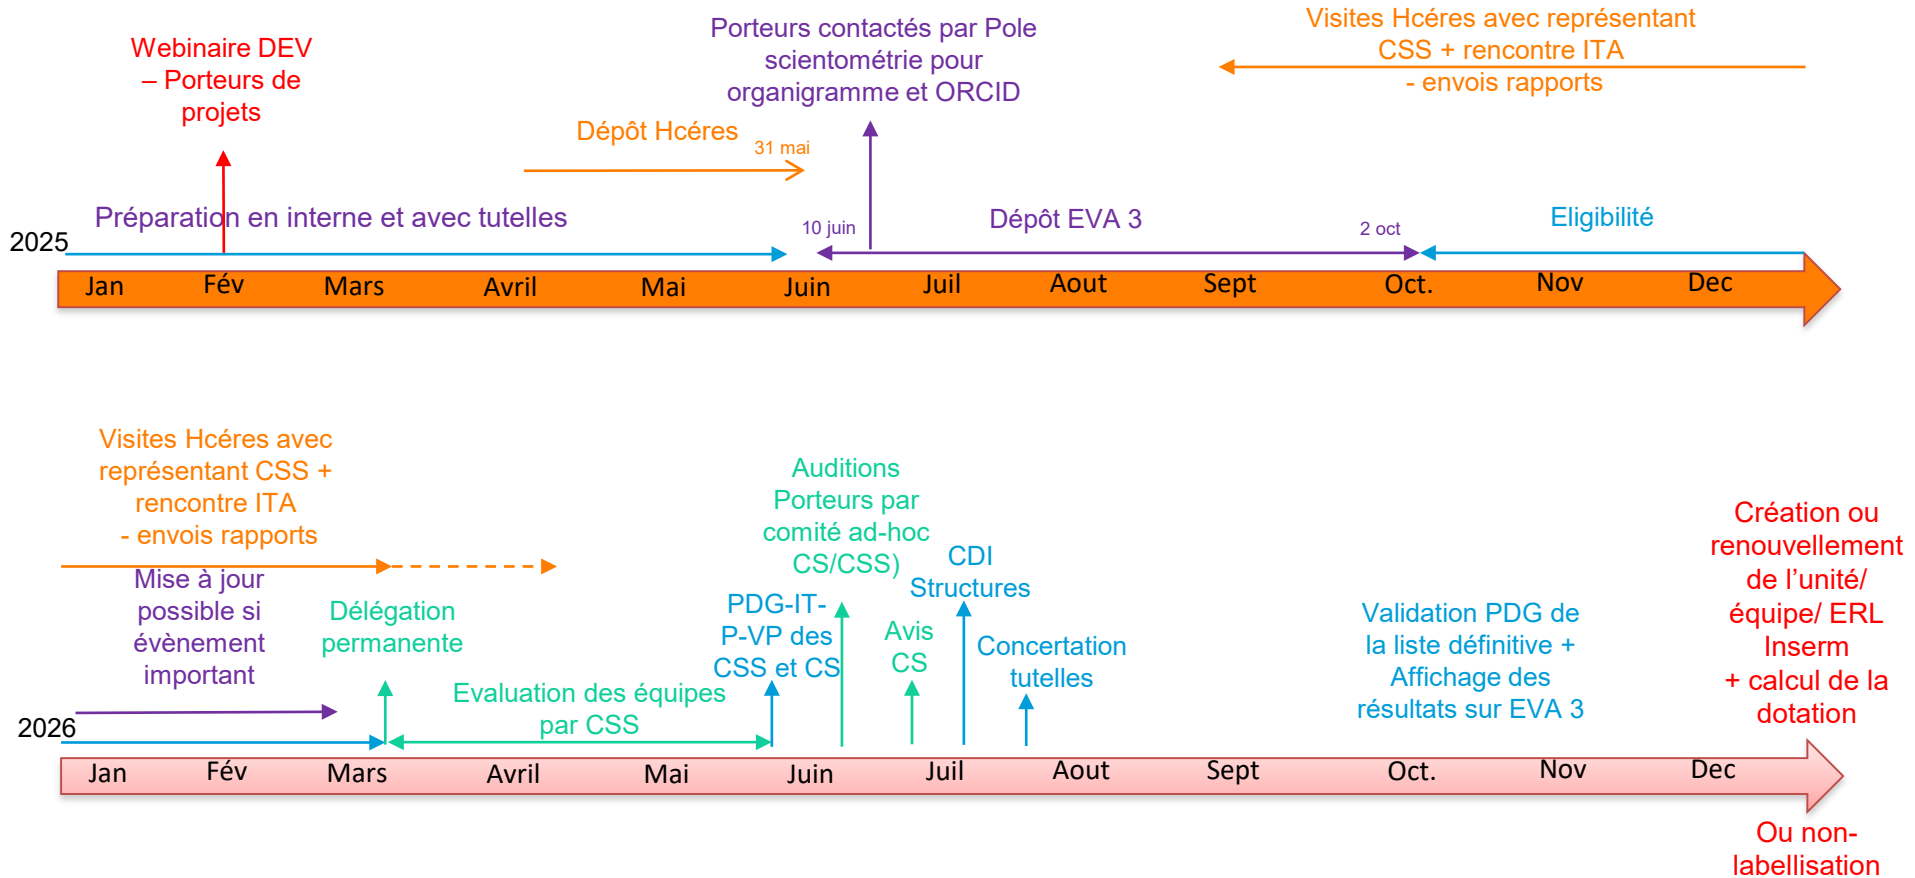 Webinaire DEV
– Porteurs de
projets
Porteurs contactés par Pole
scientométrie pour
organigramme et ORCID
Visites Hcéres avec représentant
CSS + rencontre ITA
- envois rapports
Dépôt Hcéres
31 mai
Préparation en interne et avec tutelles
10 juin
Dépôt EVA 3
2 oct
Eligibilité
2025
Jan
Fév
Mars
Avril
Mai
Juin
Juil
Aout
Sept
Oct.
Nov
Dec
Visites Hcéres avec
représentant CSS +
rencontre ITA
- envois rapports
Mise à jour
possible si
évènement
important
Délégation
permanente
Evaluation des équipes
par CSS
PDG-IT-
P-VP des
CSS et CS
Auditions
Porteurs par
comité ad-hoc
CS/CSS)
Avis
CS
CDI
Structures
Concertation
tutelles
Validation PDG de
la liste définitive +
Affichage des
résultats sur EVA 3
Création ou
renouvellement
de l’unité/
équipe/ ERL
Inserm
+ calcul de la
dotation
2026
Jan
Fév
Mars
Avril
Mai
Juin
Juil
Aout
Sept
Oct.
Nov
Dec
Ou non-
labellisation